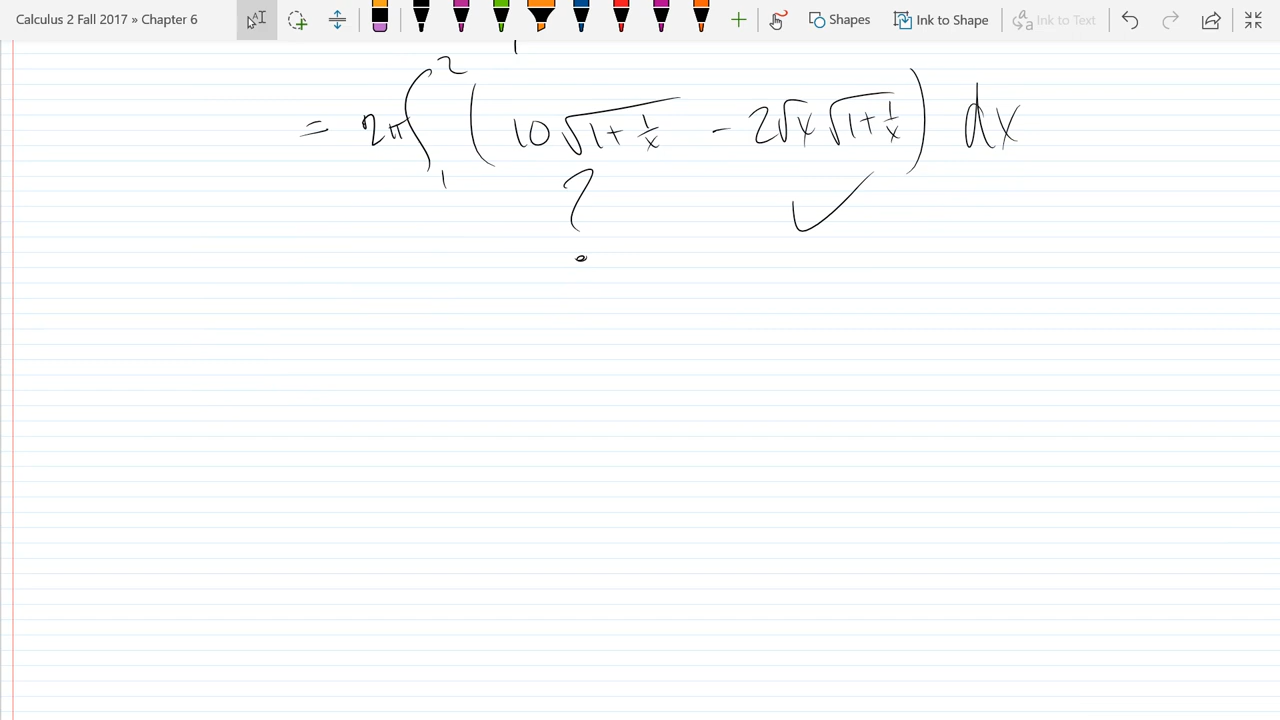 Calculus 2 Fall 2017 » Chapter 6 Shapes Ink to Shape Ink to Text
= 2π ∫₁² ( 10√(1+1/x) - 2√x √(1+1/x) ) dx
? ✓